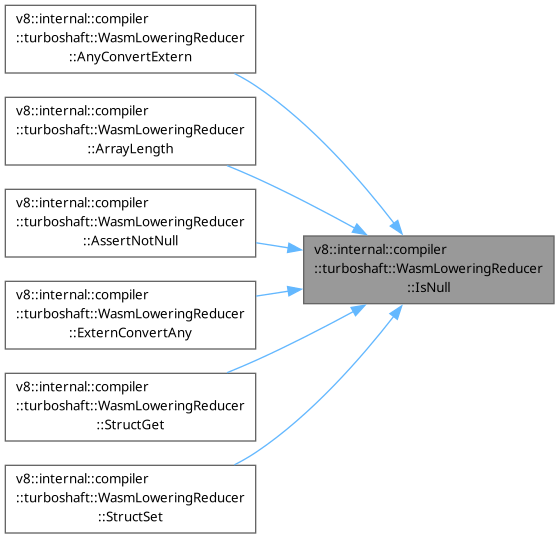 v8::internal::compiler
::turboshaft::WasmLoweringReducer
::AnyConvertExtern
v8::internal::compiler
::turboshaft::WasmLoweringReducer
::ArrayLength
v8::internal::compiler
::turboshaft::WasmLoweringReducer
::AssertNotNull
v8::internal::compiler
::turboshaft::WasmLoweringReducer
::IsNull
v8::internal::compiler
::turboshaft::WasmLoweringReducer
::ExternConvertAny
v8::internal::compiler
::turboshaft::WasmLoweringReducer
::StructGet
v8::internal::compiler
::turboshaft::WasmLoweringReducer
::StructSet